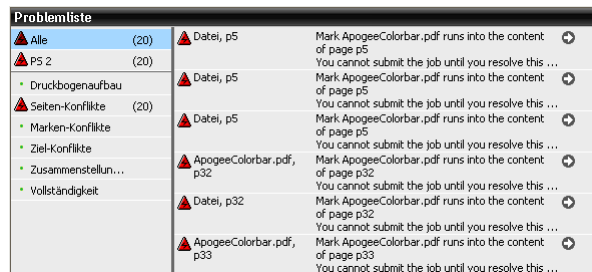 Problemliste
Alle (20)
PS 2 (20)
Druckbogenaufbau
Seiten-Konflikte (20)
Marken-Konflikte
Ziel-Konflikte
Zusammenstellun...
Vollständigkeit
Datei, p5 Mark ApogeeColorbar.pdf runs into the content
of page p5
You cannot submit the job until you resolve this ...
Datei, p5 Mark ApogeeColorbar.pdf runs into the content
of page p5
You cannot submit the job until you resolve this ...
Datei, p5 Mark ApogeeColorbar.pdf runs into the content
of page p5
You cannot submit the job until you resolve this ...
ApogeeColorbar.pdf, Mark ApogeeColorbar.pdf runs into the content
p32 of page p32
You cannot submit the job until you resolve this ...
Datei, p32 Mark ApogeeColorbar.pdf runs into the content
of page p32
You cannot submit the job until you resolve this ...
ApogeeColorbar.pdf, Mark ApogeeColorbar.pdf runs into the content
p33 of page p33
You cannot submit the job until you resolve this ...